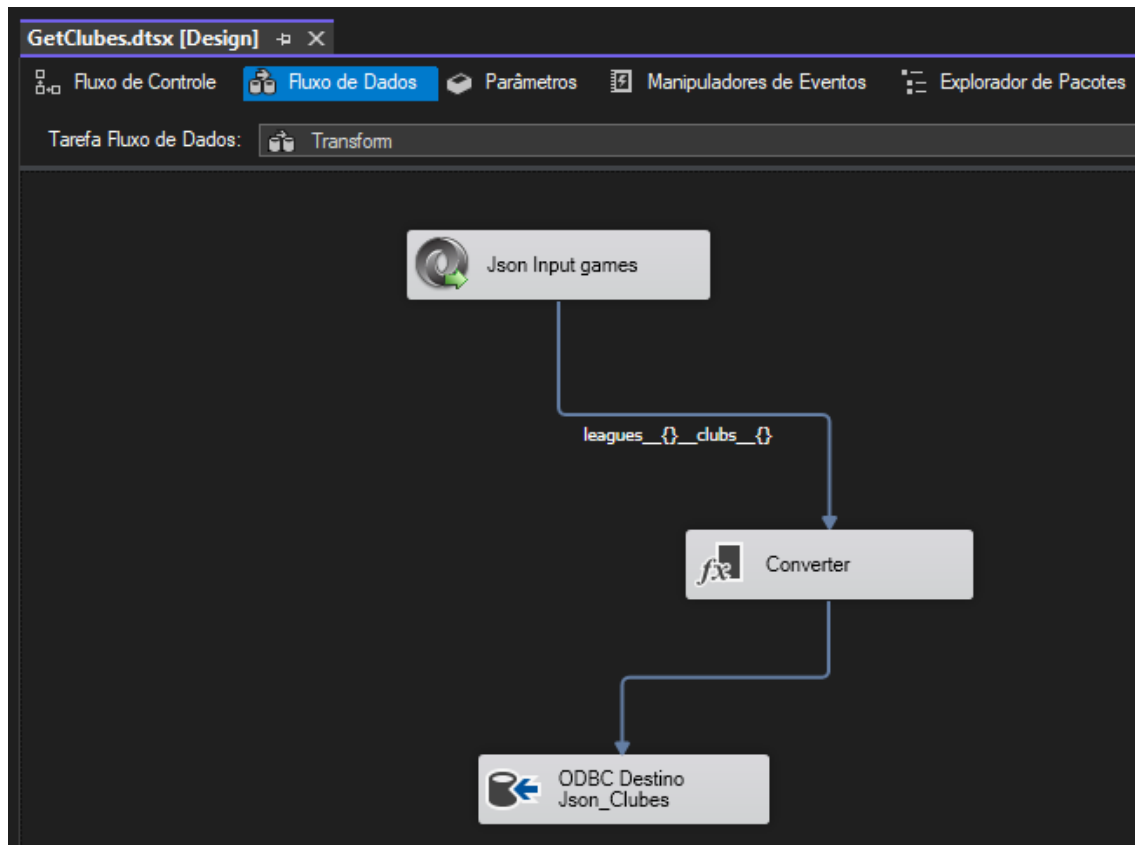 GetClubes.dtsx [Design]
Fluxo de Controle Fluxo de Dados Parâmetros Manipuladores de Eventos Explorador de Pacotes
Tarefa Fluxo de Dados: Transform
Json Input games
leagues__{}__clubs__{}
fx Converter
ODBC Destino
Json_Clubes